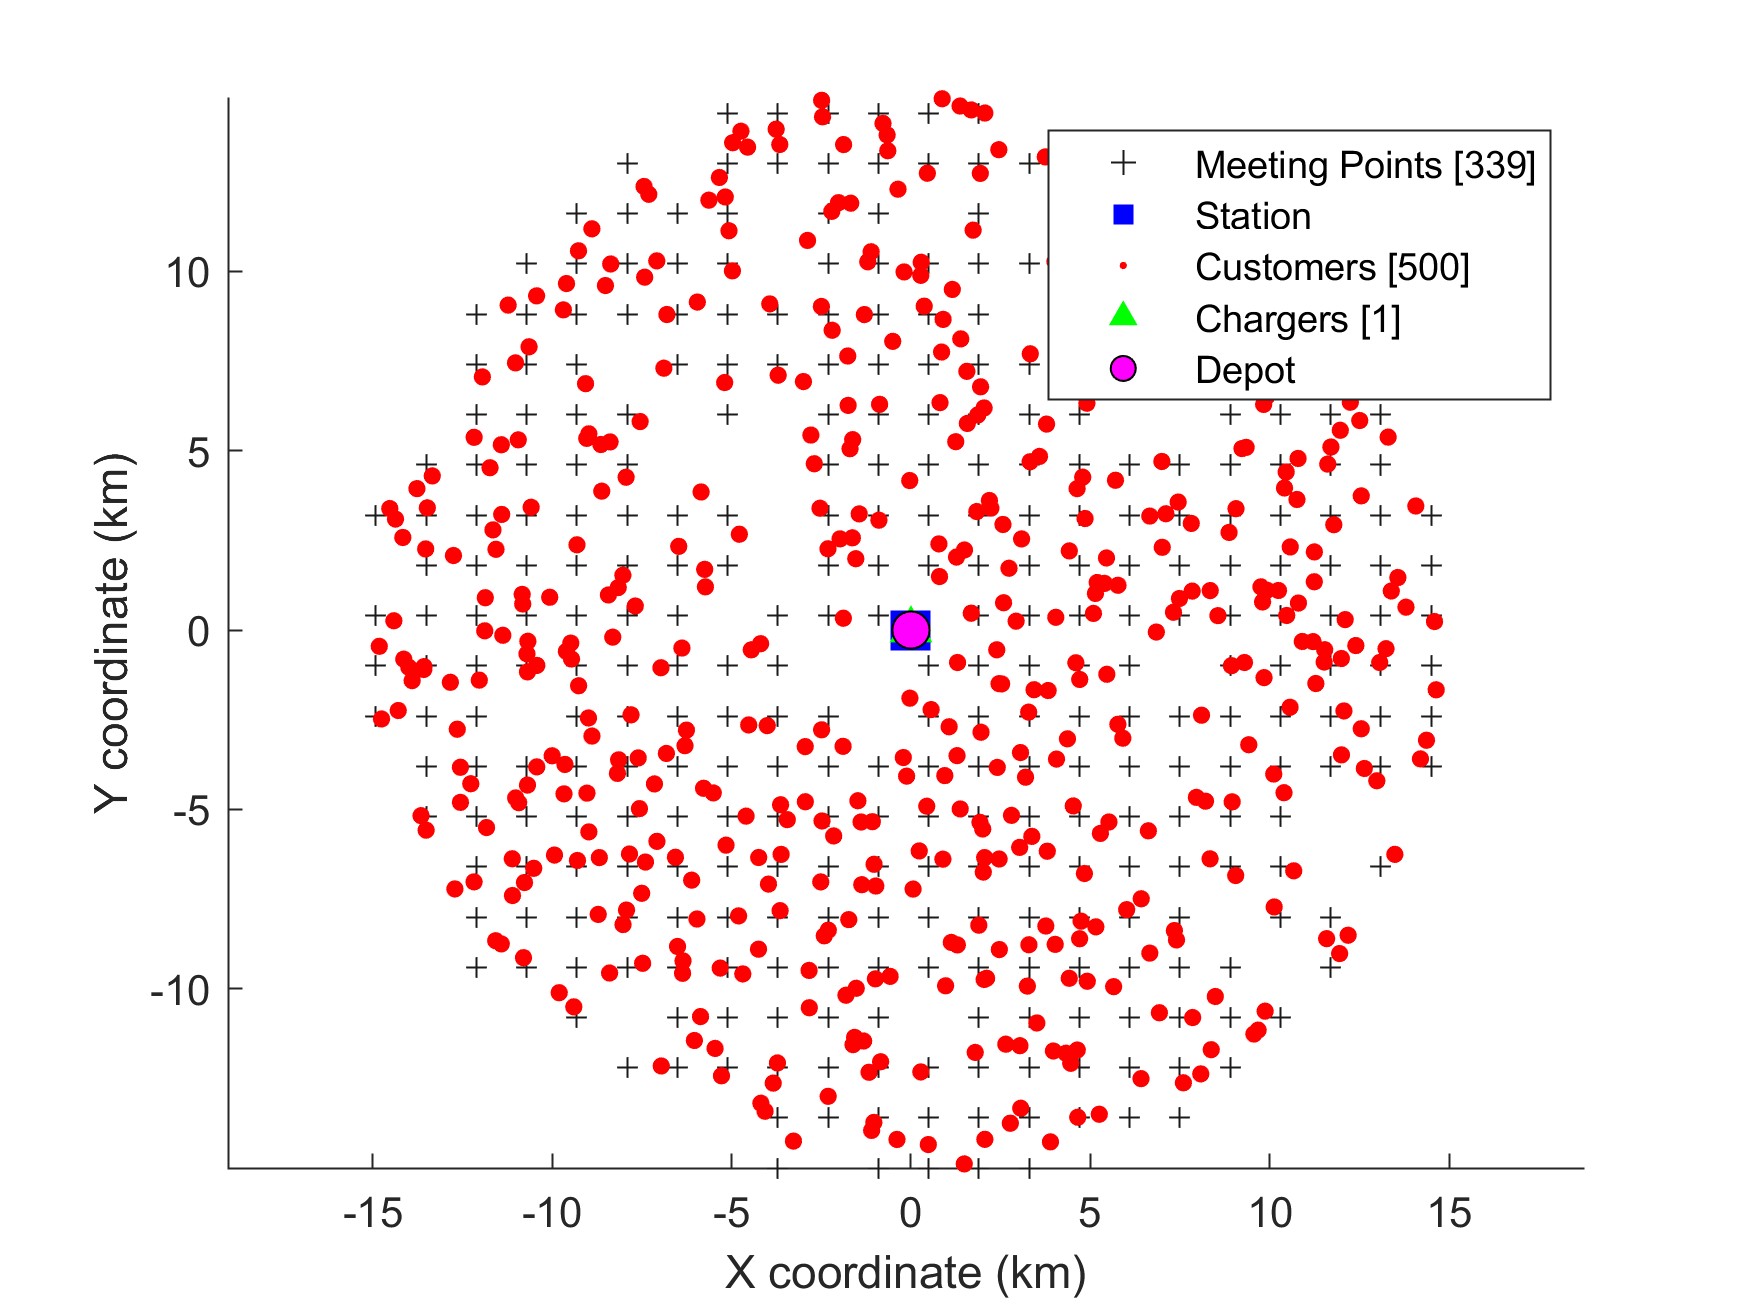 Meeting Points [339]
Station
Customers [500]
Chargers [1]
Depot
10
5
0
-5
-10
Y coordinate (km)
-15 -10 -5 0 5 10 15
X coordinate (km)